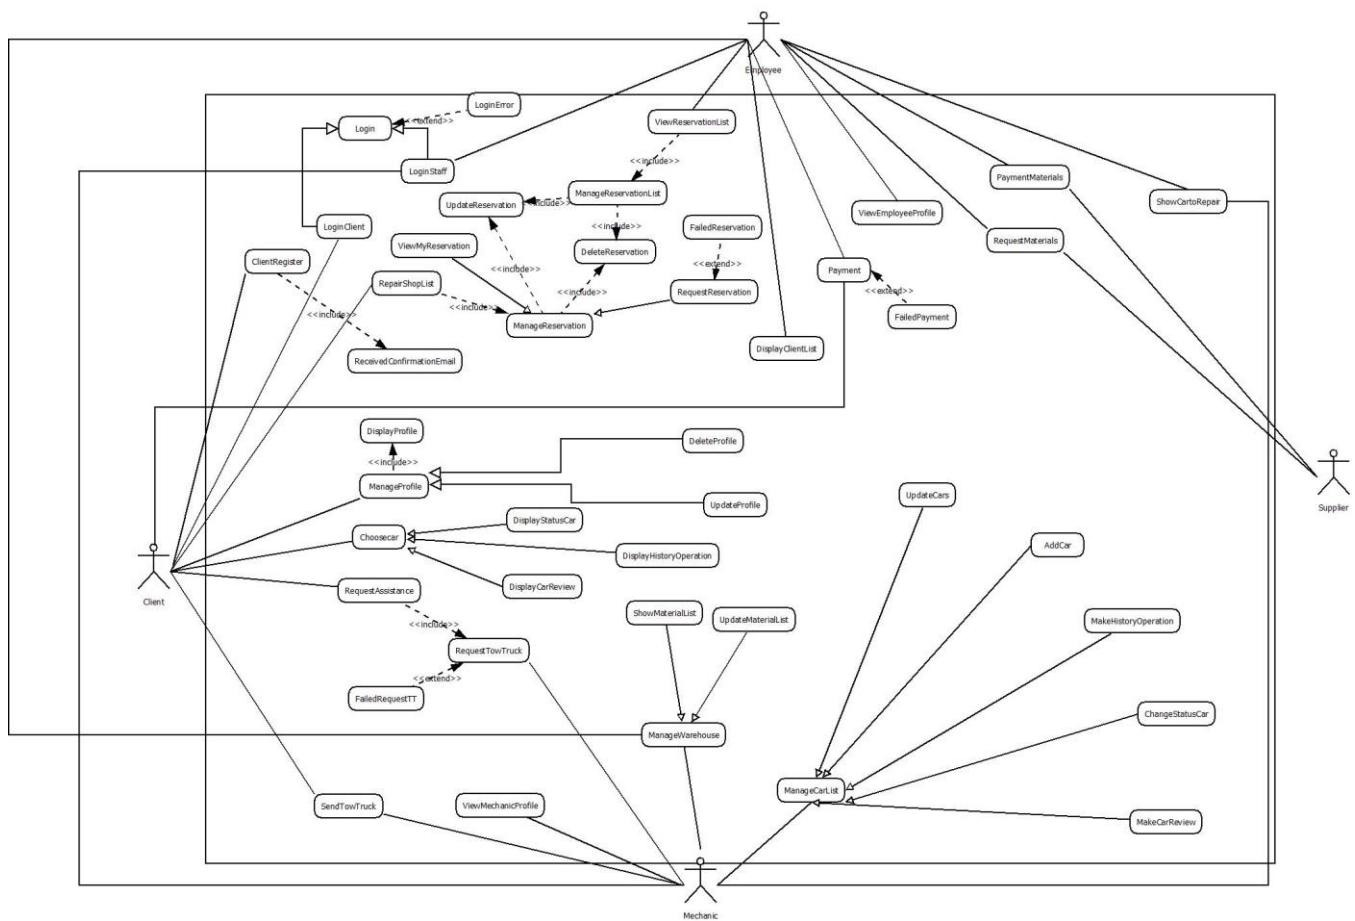 Employee
LoginError
<<extend>>
Login
ViewReservationList
LoginStaff
<<include>>
PaymentMaterials
ManageReservationList
ShowCartoRepair
UpdateReservation
<<include>>
ViewEmployeeProfile
LoginClient
FailedReservation
<<include>>
RequestMaterials
ViewMyReservation
DeleteReservation
ClientRegister
<<include>>
<<extend>>
Payment
RepairShopList
<<include>>
RequestReservation
<<extend>>
<<include>>
<<include>>
FailedPayment
ManageReservation
DisplayClientList
ReceivedConfirmationEmail
DisplayProfile
DeleteProfile
<<include>>
ManageProfile
UpdateCars
UpdateProfile
Supplier
DisplayStatusCar
Choosecar
AddCar
DisplayHistoryOperation
RequestAssistance
DisplayCarReview
Client
ShowMaterialList
UpdateMaterialList
MakeHistoryOperation
<<include>>
RequestTowTruck
<<extend>>
FailedRequestTT
ChangeStatusCar
ManageWarehouse
ManageCarList
SendTowTruck
ViewMechanicProfile
MakeCarReview
Mechanic